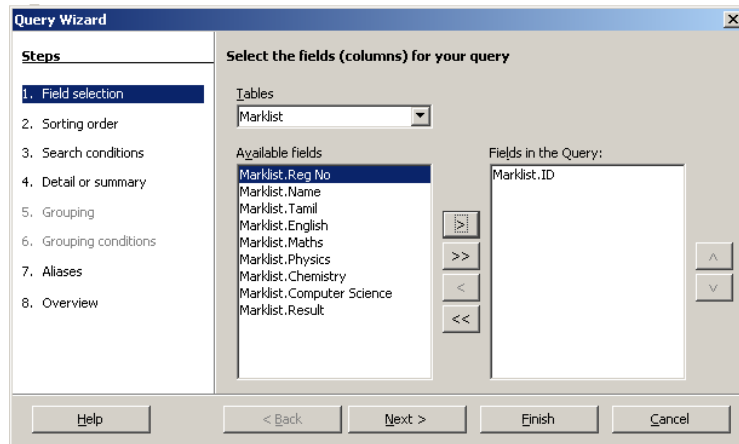 Query Wizard
Steps
1. Field selection
2. Sorting order
3. Search conditions
4. Detail or summary
5. Grouping
6. Grouping conditions
7. Aliases
8. Overview
Select the fields (columns) for your query
Tables
Marklist
Available fields
Marklist.Reg No
Marklist.Name
Marklist.Tamil
Marklist.English
Marklist.Maths
Marklist.Physics
Marklist.Chemistry
Marklist.Computer Science
Marklist.Result
>
>>
<
<<
Fields in the Query:
Marklist.ID
Help
< Back
Next >
Finish
Cancel